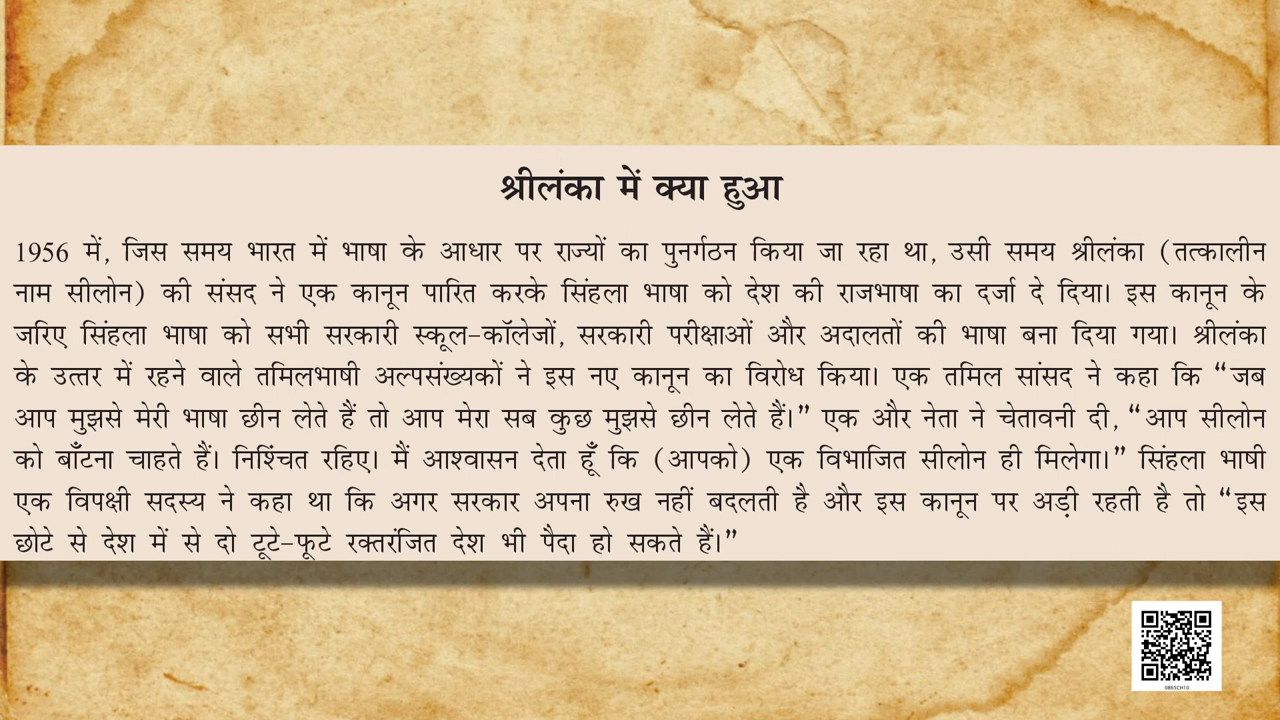 श्रीलंका में क्या हुआ
1956 में, जिस समय भारत में भाषा के आधार पर राज्यों का पुनर्गठन किया जा रहा था, उसी समय श्रीलंका (तत्कालीन
नाम सीलोन) की संसद ने एक कानून पारित करके सिंहला भाषा को देश की राजभाषा का दर्जा दे दिया। इस कानून के
जरिए सिंहला भाषा को सभी सरकारी स्कूल-कॉलेजों, सरकारी परीक्षाओं और अदालतों की भाषा बना दिया गया। श्रीलंका
के उत्तर में रहने वाले तमिलभाषी अल्पसंख्यकों ने इस नए कानून का विरोध किया। एक तमिल सांसद ने कहा कि “जब
आप मुझसे मेरी भाषा छीन लेते हैं तो आप मेरा सब कुछ मुझसे छीन लेते हैं।” एक और नेता ने चेतावनी दी, “आप सीलोन
को बाँटना चाहते हैं। निश्चिंत रहिए। मैं आश्वासन देता हूँ कि (आपको) एक विभाजित सीलोन ही मिलेगा।” सिंहला भाषी
एक विपक्षी सदस्य ने कहा था कि अगर सरकार अपना रुख नहीं बदलती है और इस कानून पर अड़ी रहती है तो “इस
छोटे से देश में से दो टूटे-फूटे रक्तरंजित देश भी पैदा हो सकते हैं।”
0865CH10